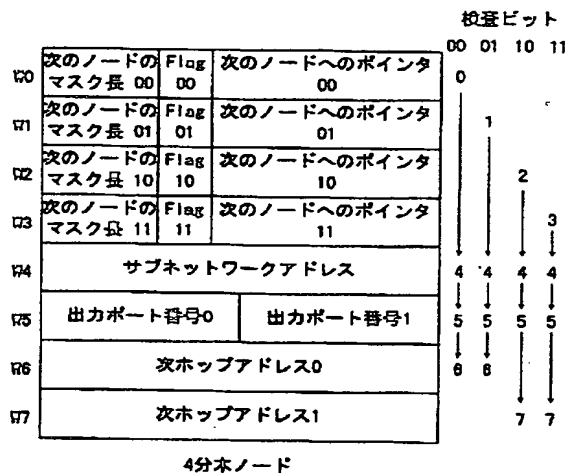 検査ビット
00 01 10 11
W0 次のノードの Flag 次のノードへのポインタ 0
マスク長 00 00 00
W1 次のノードの Flag 次のノードへのポインタ 1
マスク長 01 01 01
W2 次のノードの Flag 次のノードへのポインタ 2
マスク長 10 10 10
W3 次のノードの Flag 次のノードへのポインタ 3
マスク長 11 11 11
W4 サブネットワークアドレス 4 4 4 4
W5 出力ポート番号0 出力ポート番号1 5 5 5 5
W6 次ホップアドレス0 6 6
W7 次ホップアドレス1 7 7
4分木ノード